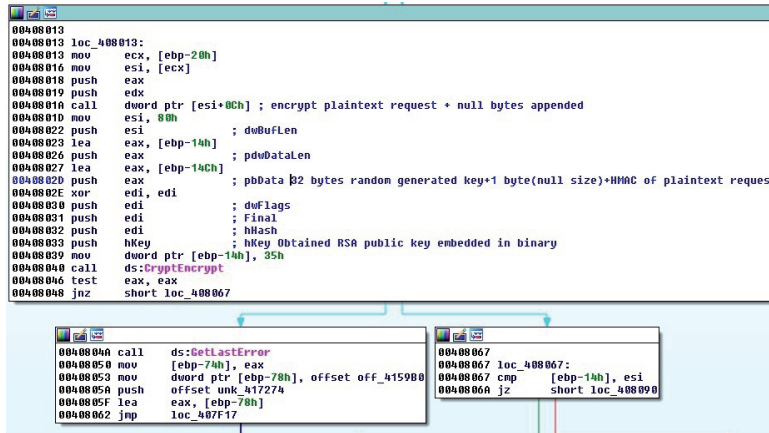 00408013
00408013 loc_408013:
00408013 mov ecx, [ebp-20h]
00408016 mov esi, [ecx]
00408018 push eax
00408019 push edx
0040801A call dword ptr [esi+0Ch] ; encrypt plaintext request + null bytes appended
0040801D mov esi, 80h
00408022 push esi ; dwBufLen
00408023 lea eax, [ebp-14h]
00408026 push eax ; pdwDataLen
00408027 lea eax, [ebp-14Ch]
0040802D push eax ; pbData 32 bytes random generated key+1 byte(null size)+HMAC of plaintext reques
0040802E xor edi, edi
00408030 push edi ; dwFlags
00408031 push edi ; Final
00408032 push edi ; hHash
00408033 push hKey ; hKey Obtained RSA public key embedded in binary
00408039 mov dword ptr [ebp-14h], 35h
00408040 call ds:CryptEncrypt
00408046 test eax, eax
00408048 jnz short loc_408067
0040804A call ds:GetLastError
00408050 mov [ebp-74h], eax
00408053 mov dword ptr [ebp-78h], offset off_4159B0
0040805A push offset unk_417274
0040805F lea eax, [ebp-78h]
00408062 jmp loc_407F17
00408067
00408067 loc_408067:
00408067 cmp [ebp-14h], esi
0040806A jz short loc_408090